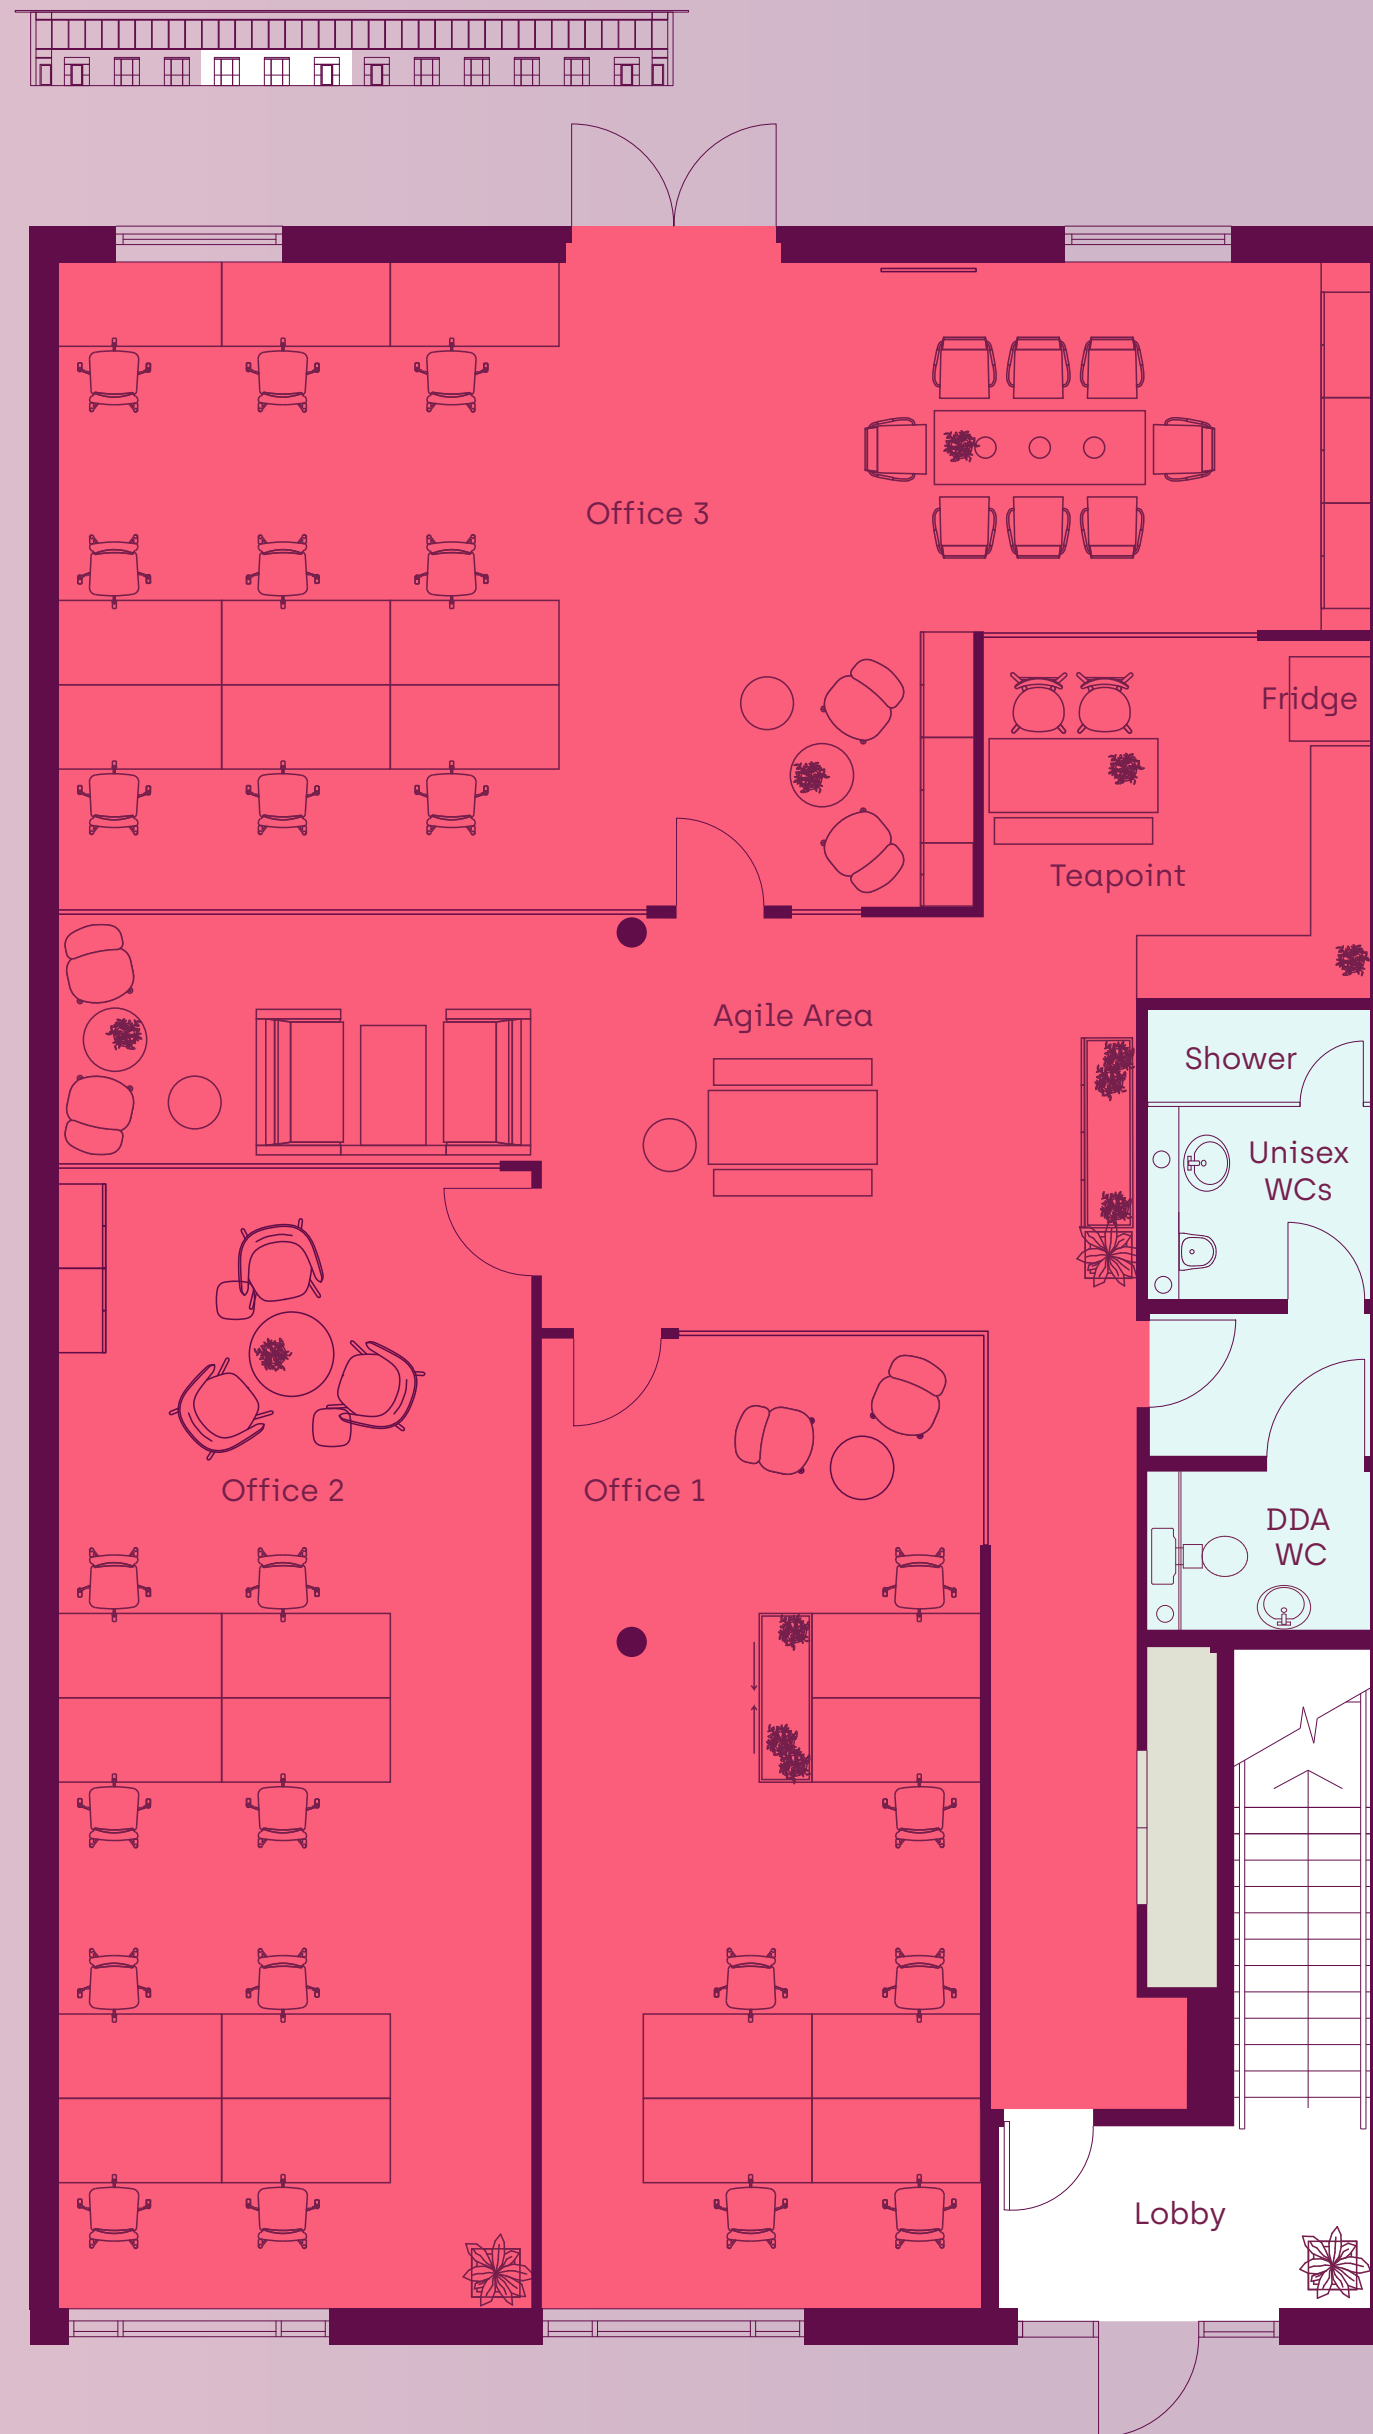 Office 3
Fridge
Teapoint
Agile Area
Shower
Unisex
WCs
Office 2
Office 1
DDA
WC
Lobby